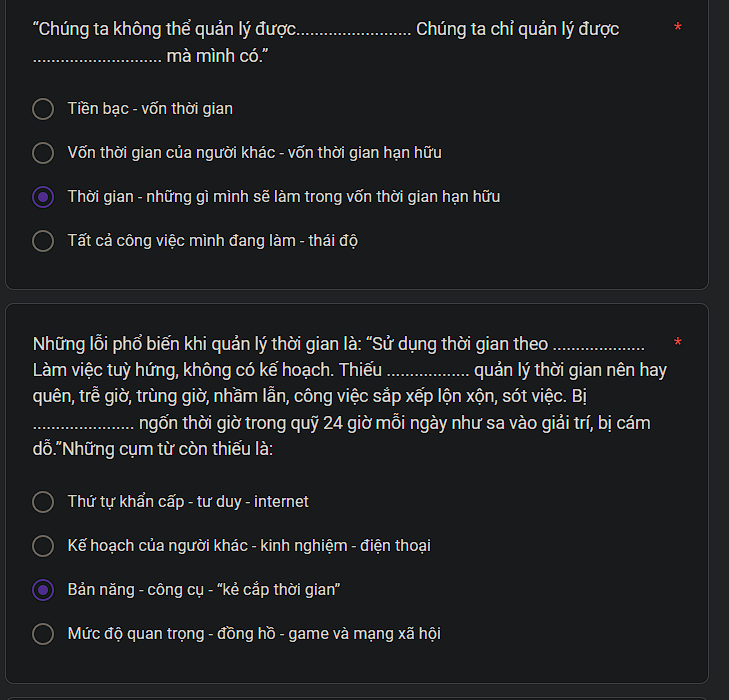 “Chúng ta không thể quản lý được......................... Chúng ta chỉ quản lý được *
............................ mà mình có.”
Tiền bạc - vốn thời gian
Vốn thời gian của người khác - vốn thời gian hạn hữu
Thời gian - những gì mình sẽ làm trong vốn thời gian hạn hữu
Tất cả công việc mình đang làm - thái độ
Những lỗi phổ biến khi quản lý thời gian là: “Sử dụng thời gian theo .................... *
Làm việc tuỳ hứng, không có kế hoạch. Thiếu .................. quản lý thời gian nên hay
quên, trễ giờ, trùng giờ, nhầm lẫn, công việc sắp xếp lộn xộn, sót việc. Bị
...................... ngốn thời giờ trong quỹ 24 giờ mỗi ngày như sa vào giải trí, bị cám
dỗ.”Những cụm từ còn thiếu là:
Thứ tự khẩn cấp - tư duy - internet
Kế hoạch của người khác - kinh nghiệm - điện thoại
Bản năng - công cụ - “kẻ cắp thời gian”
Mức độ quan trọng - đồng hồ - game và mạng xã hội